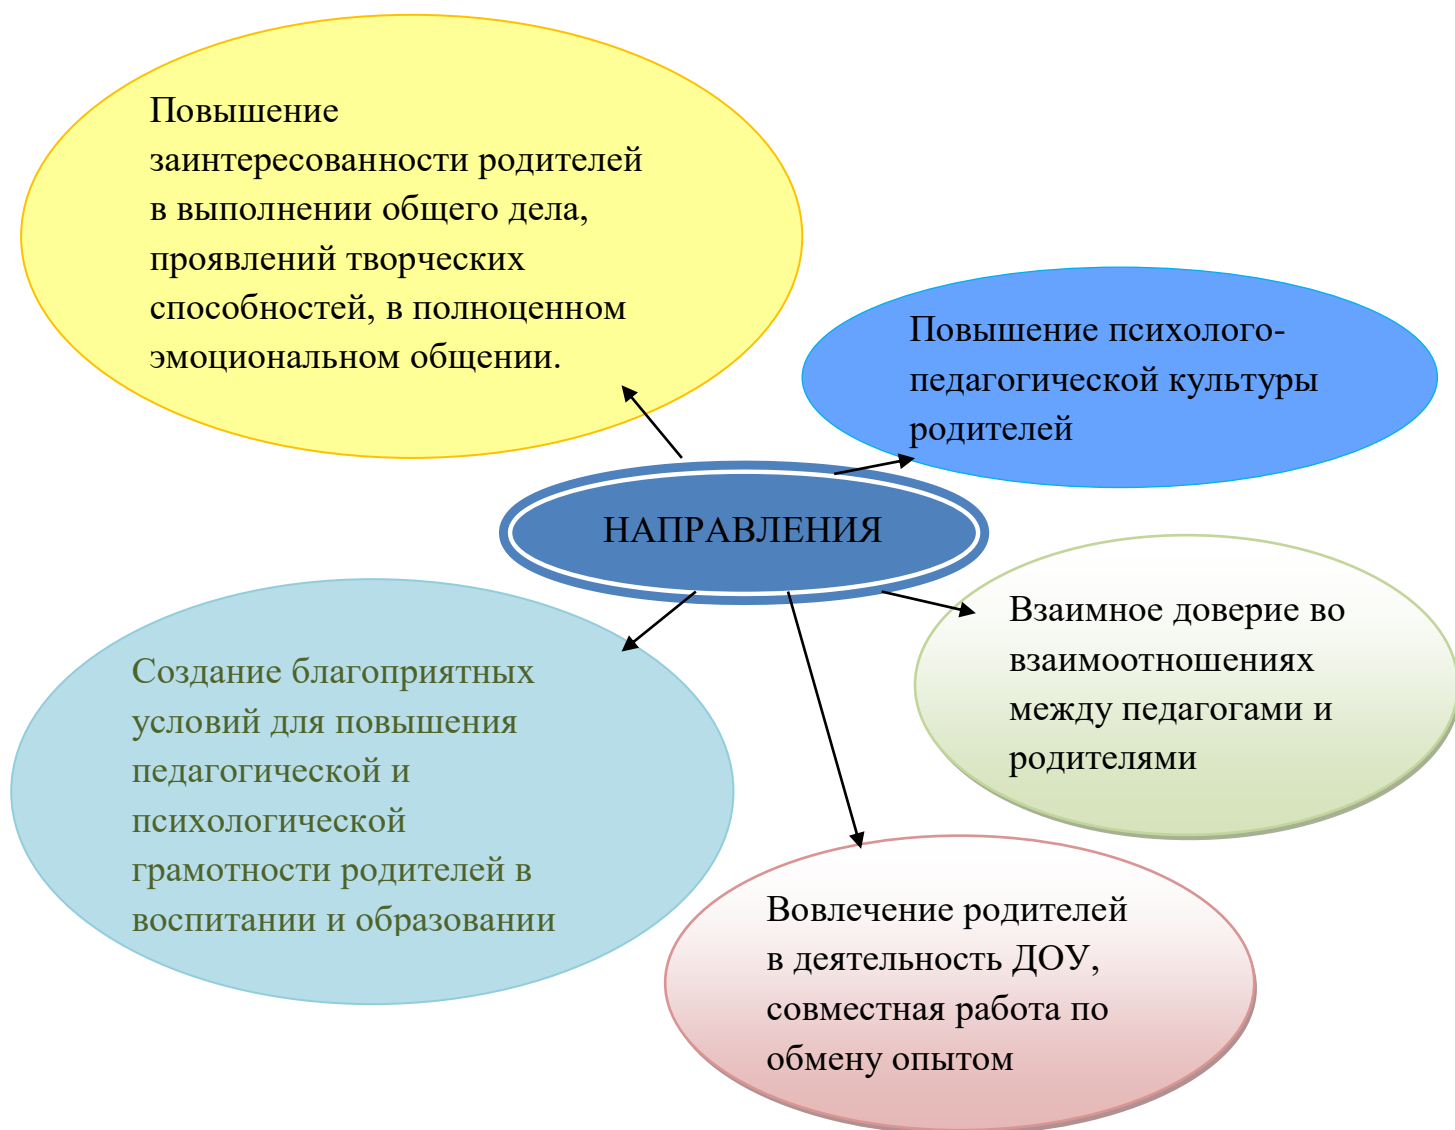 Повышение
заинтересованности родителей
в выполнении общего дела,
проявлений творческих
способностей, в полноценном
эмоциональном общении.
Повышение психолого-
педагогической культуры
родителей
НАПРАВЛЕНИЯ
Взаимное доверие во
взаимоотношениях
между педагогами и
родителями
Создание благоприятных
условий для повышения
педагогической и
психологической
грамотности родителей в
воспитании и образовании
Вовлечение родителей
в деятельность ДОУ,
совместная работа по
обмену опытом